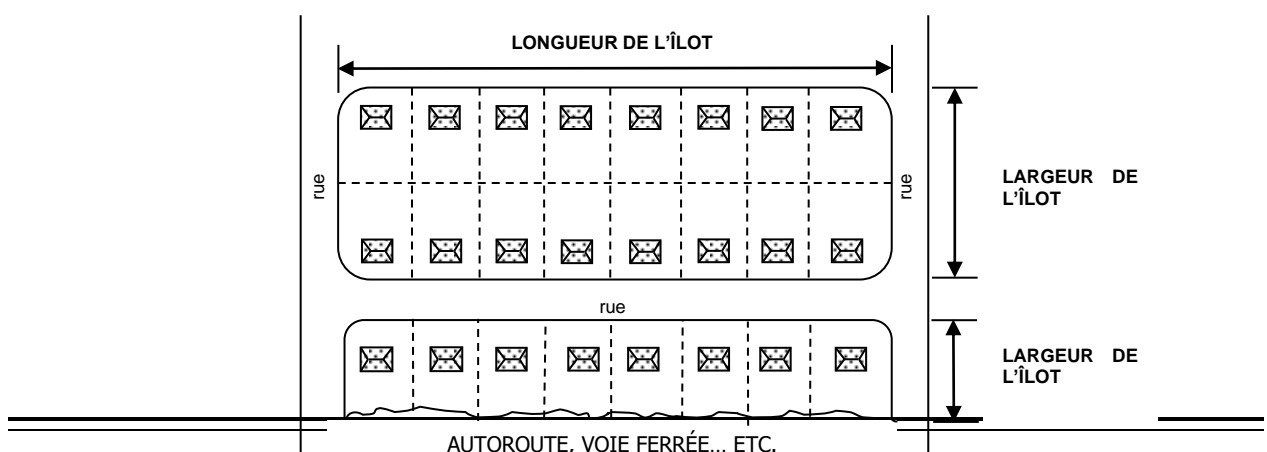 LONGUEUR DE L'ÎLOT
rue
rue
LARGEUR DE
L'ÎLOT
rue
LARGEUR DE
L'ÎLOT
AUTOROUTE, VOIE FERRÉE... ETC.